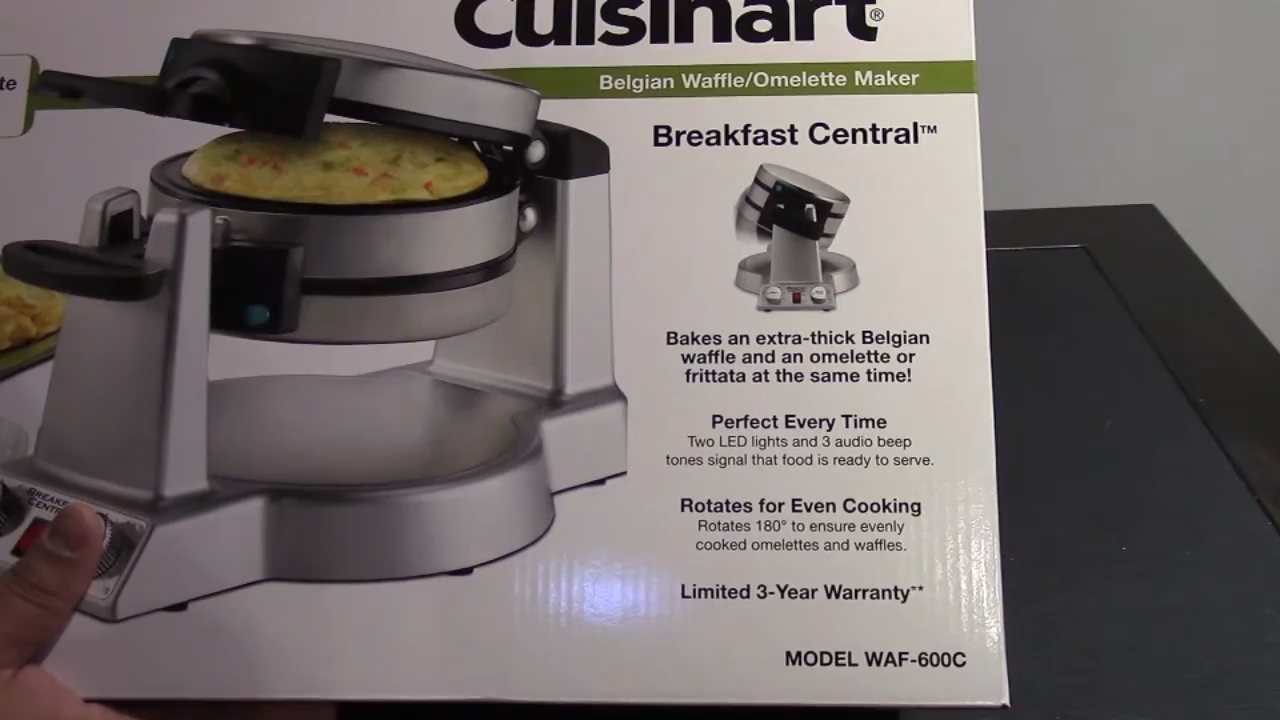 Cuisinart®
te
Belgian Waffle/Omelette Maker
Breakfast Central™
Bakes an extra-thick Belgian
waffle and an omelette or
frittata at the same time!
Perfect Every Time
Two LED lights and 3 audio beep
tones signal that food is ready to serve.
Rotates for Even Cooking
Rotates 180° to ensure evenly
cooked omelettes and waffles.
Limited 3-Year Warranty**
MODEL WAF-600C